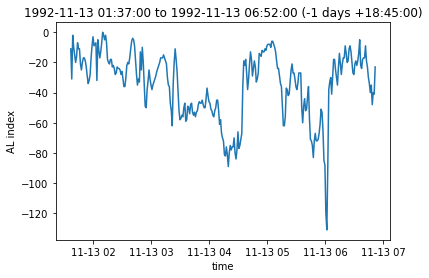 1992-11-13 01:37:00 to 1992-11-13 06:52:00 (-1 days +18:45:00)
0
−20
−40
−60
−80
−100
−120
AL index
11-13 02 11-13 03 11-13 04 11-13 05 11-13 06 11-13 07
time